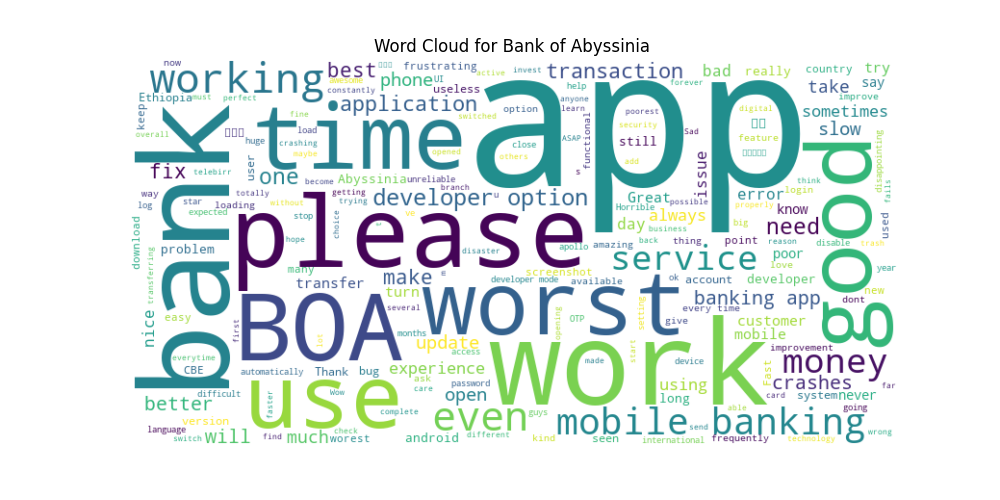 Word Cloud for Bank of Abyssinia
now
working
best
frustrating
transaction
bad
really
country
try
must
perfect
awesome
constantly
phone
UI
useless
active
invest
help
forever
take
say
improve
Ethiopia
keep
application
app
option
anyone
learn
poorest
digital
sometimes
overall
fine
switched
close
functional
security
feature
slow
bank
time
load
crashing
maybe
opened
others
ASAP
still
Sad
add
good
disappointing
huge
telebirr
user
fix
one
Abyssinia
unreliable
s
issue
error
login
think
fails
way
star
totally
become
getting
trying
branch
developer option
u
Great
possible
without
always
know
used
log
expected
loading
please
choice
ve
Horrible
business
day
big
need
properly
stop
hope
apollo
amazing
back
thing
point
reason
disable
trash
download
problem
disaster
service
poor
love
year
transferring
many
transfer
make
e
screenshot
developer mode
available
ok
account
developer
new
nice
first
BOA
several
turn
worst
OTP
setting
give
every time
banking app
dont
easy
months
update
opening
start
customer
mobile
everytime
CBE
automatically
lot
Thank
bug
access
experience
work
made
device
Fast
improvement
money
far
difficult
Wow
use
ask
care
password
open
using
long
card
crashes
system
never
better
faster
complete
even
guys
mobile banking
able
going
version
check
language
switch
will
find
much
worest
android
different
kind
seen
international
send
frequently
technology
wrong